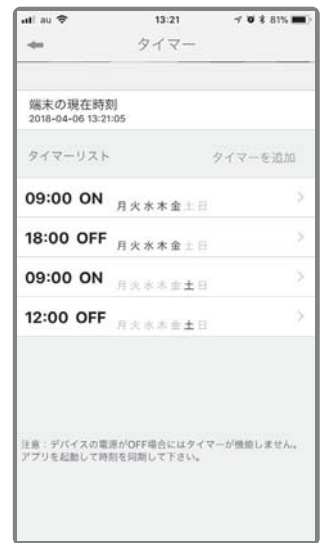 au 13:21 81%
タイマー
端末の現在時刻
2018-04-06 13:21:05
タイマーリスト タイマーを追加
09:00 ON 月火水木金土日
18:00 OFF 月火水木金土日
09:00 ON 月火水木金土日
12:00 OFF 月火水木金土日
注意:デバイスの電源がOFF場合にはタイマーが機能しません。
アプリを起動して時刻を同期して下さい。